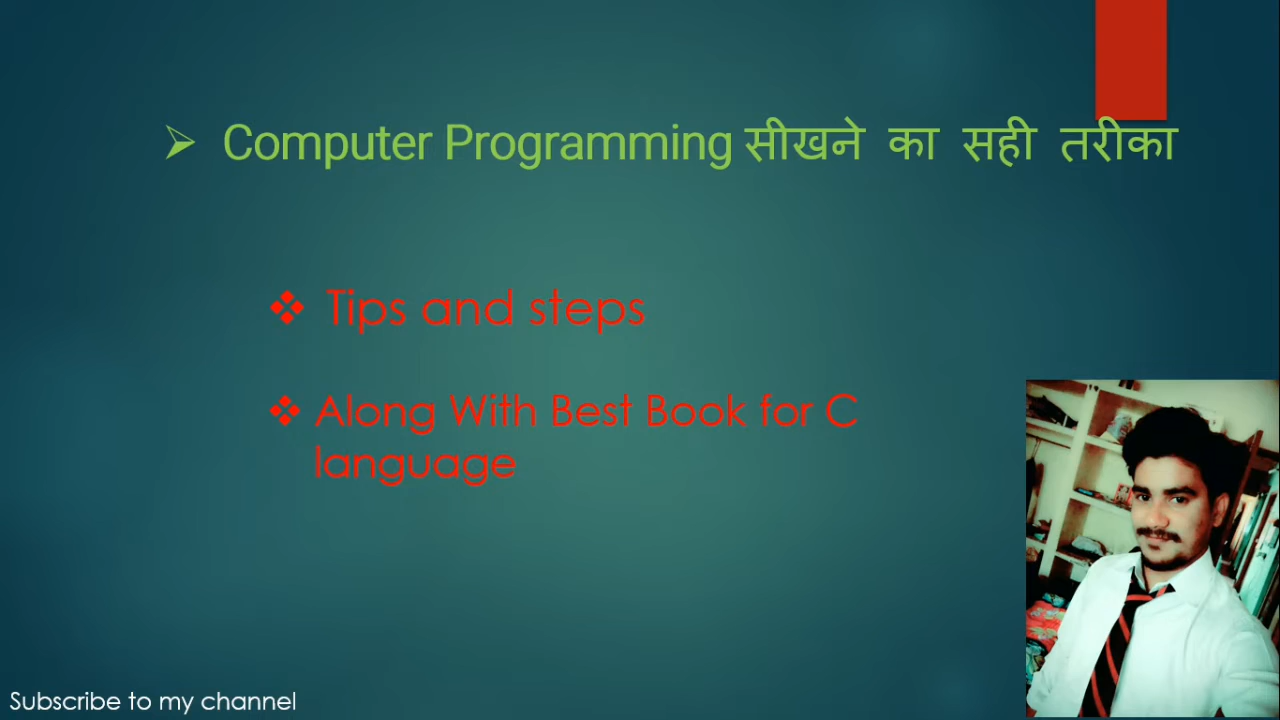 Computer Programming सीखने का सही तरीका
Tips and steps
Along With Best Book for C
language
Subscribe to my channel